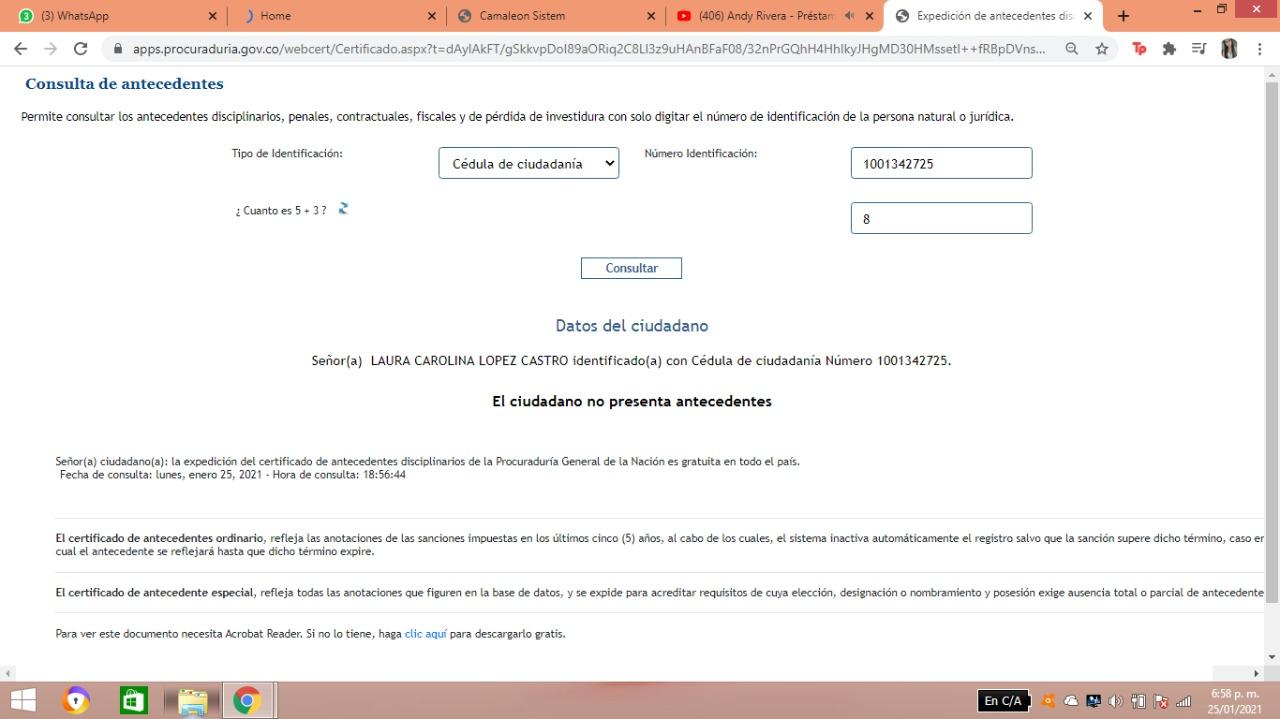 (3) WhatsApp
Home
Camaleon Sistem
(406) Andy Rivera - Préstam
Expedición de antecedentes dis
Consulta de antecedentes
Permite consultar los antecedentes disciplinarios, penales, contractuales, fiscales y de pérdida de investidura con solo digitar el número de identificación de la persona natural o jurídica.
Tipo de Identificación:
Cédula de ciudadanía
Número Identificación:
1001342725
¿ Cuanto es 5 + 3 ?
8
Consultar
Datos del ciudadano
Señor(a) LAURA CAROLINA LOPEZ CASTRO identificado(a) con Cédula de ciudadanía Número 1001342725.
El ciudadano no presenta antecedentes
Señor(a) ciudadano(a): la expedición del certificado de antecedentes disciplinarios de la Procuraduría General de la Nación es gratuita en todo el país.
Fecha de consulta: lunes, enero 25, 2021 - Hora de consulta: 18:56:44
El certificado de antecedentes ordinario, refleja las anotaciones de las sanciones impuestas en los últimos cinco (5) años, al cabo de los cuales, el sistema inactiva automáticamente el registro salvo que la sanción supere dicho término, caso en
cual el antecedente se reflejará hasta que dicho término expire.
El certificado de antecedente especial, refleja todas las anotaciones que figuren en la base de datos, y se expide para acreditar requisitos de cuya elección, designación o nombramiento y posesión exige ausencia total o parcial de antecedente
Para ver este documento necesita Acrobat Reader. Si no lo tiene, haga clic aquí para descargarlo gratis.
En C/A
6:58 p. m.
25/01/2021